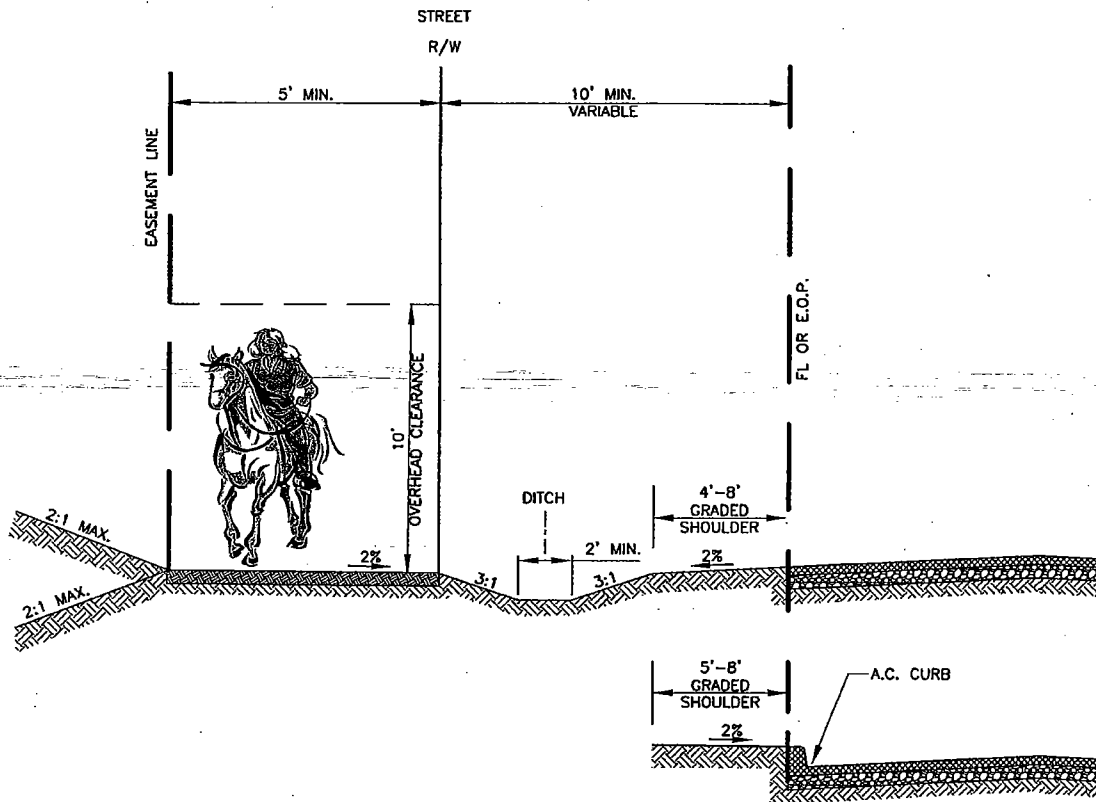 STREET
R/W
5' MIN.
10' MIN.
VARIABLE
EASEMENT LINE
FL OR E.O.P.
10'
OVERHEAD CLEARANCE
DITCH
4'-8'
GRADED
SHOULDER
2:1 MAX.
2%
2' MIN.
2%
3:1
3:1
2:1 MAX.
5'-8'
GRADED
SHOULDER
A.C. CURB
2%